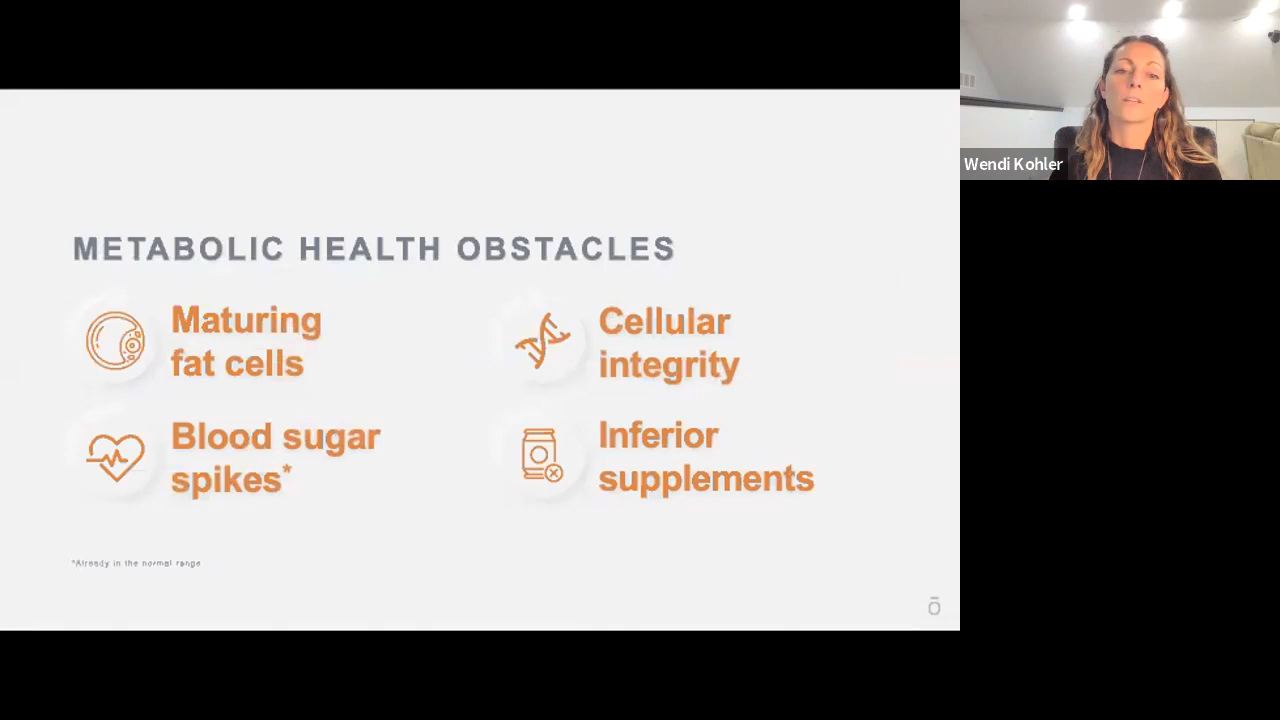 METABOLIC HEALTH OBSTACLES
Maturing
fat cells
Cellular
integrity
Blood sugar
spikes*
Inferior
supplements
*Already in the normal range
ō
Wendi Kohler